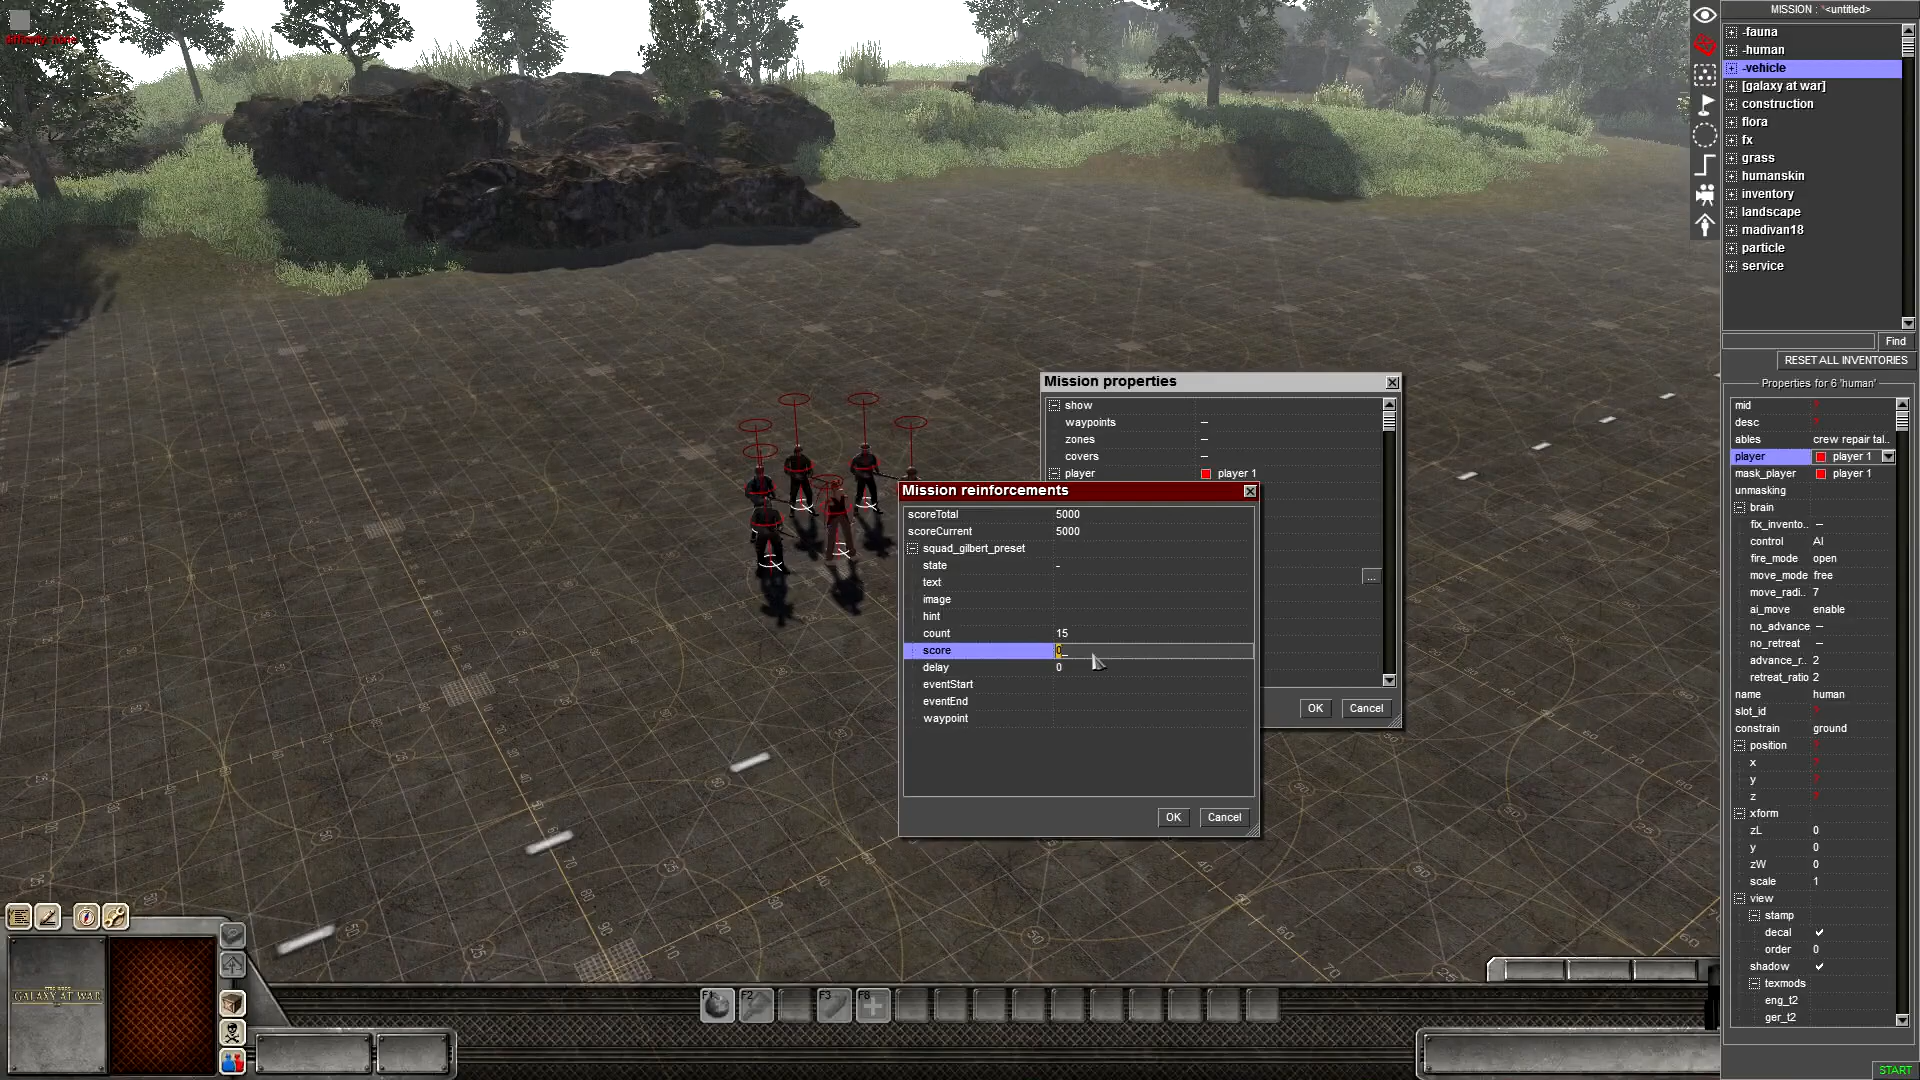 MISSION : *<untitled>
-fauna
-human
-vehicle
[galaxy at war]
construction
flora
fx
grass
humanskin
inventory
landscape
madivan18
particle
service
Find
RESET ALL INVENTORIES
Properties for 6 'human'
mid ?
desc ?
ables crew repair tal..
player player 1
mask_player player 1
unmasking
brain
fix_invento.. –
control AI
fire_mode open
move_mode free
move_radi.. 7
ai_move enable
no_advance –
no_retreat –
advance_r.. 2
retreat_ratio 2
name human
slot_id ?
constrain ground
position ?
x ?
y ?
z ?
xform
zL 0
y 0
zW 0
scale 1
view
stamp
decal
order 0
shadow
texmods
eng_t2
ger_t2
START
Mission properties
show
waypoints –
zones –
covers –
player player 1
...
OK Cancel
Mission reinforcements
scoreTotal 5000
scoreCurrent 5000
squad_gilbert_preset
state -
text
image
hint
count 15
score 0_
delay 0
eventStart
eventEnd
waypoint
OK Cancel
GALAXY AT WAR
F1 F2 F3 F8